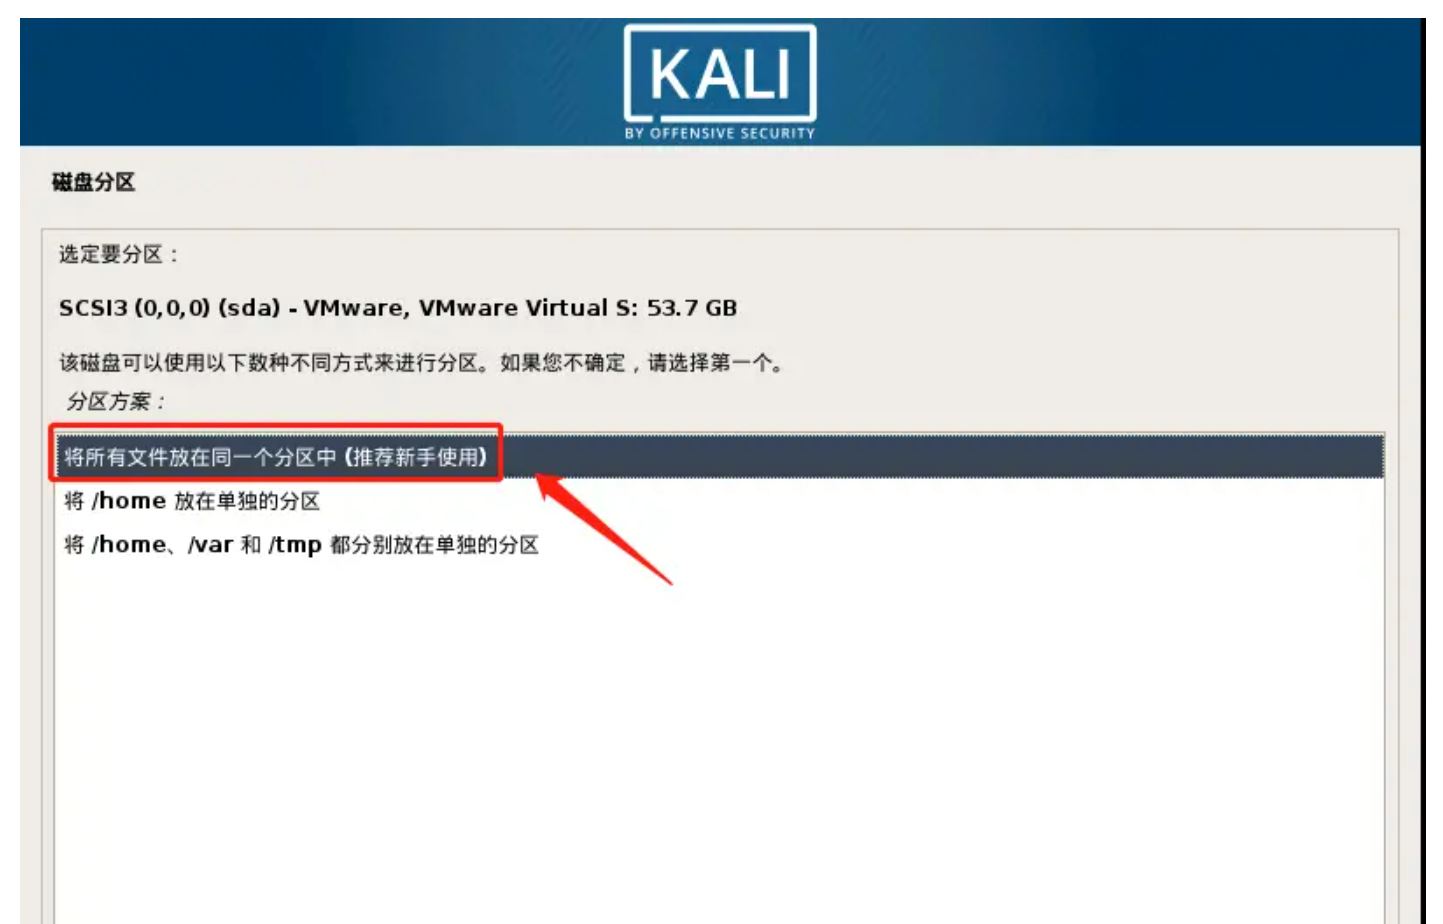 KALI
BY OFFENSIVE SECURITY
磁盘分区
选定要分区：
SCSI3 (0,0,0) (sda) - VMware, VMware Virtual S: 53.7 GB
该磁盘可以使用以下数种不同方式来进行分区。如果您不确定，请选择第一个。
分区方案：
将所有文件放在同一个分区中 (推荐新手使用)
将 /home 放在单独的分区
将 /home、/var 和 /tmp 都分别放在单独的分区